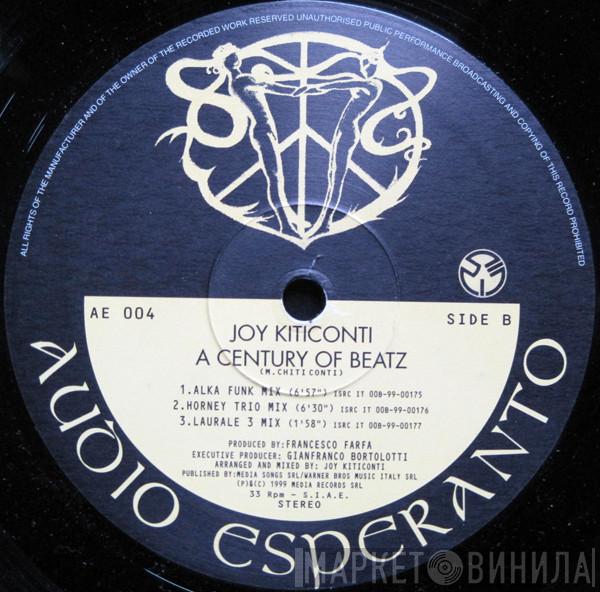 ALL RIGHTS OF THE MANUFACTURER AND OF THE OWNER OF THE RECORDED WORK RESERVED UNAUTHORISED PUBLIC PERFORMANCE BROADCASTING AND COPYING OF THIS RECORD PROHIBITED
AE 004
SIDE B
JOY KITICONTI
A CENTURY OF BEATZ
(M.CHITI CONTI)
1.ALKA FUNK MIX (6'57") ISRC IT 00B-99-00175
2.HORNEY TRIO MIX (6'30") ISRC IT 00B-99-00176
3.LAURALE 3 MIX (1'58") ISRC IT 00B-99-00177
PRODUCED BY:FRANCESCO FARFA
EXECUTIVE PRODUCER: GIANFRANCO BORTOLOTTI
ARRANGED AND MIXED BY: JOY KITICONTI
PUBLISHED BY:MEDIA SONGS SRL/WARNER BROS MUSIC ITALY SRL
(P)&(C) 1999 MEDIA RECORDS SRL
33 Rpm - S.I.A.E.
STEREO
AUDIO ESPERANTO
МАРКЕТ ВИНИЛА